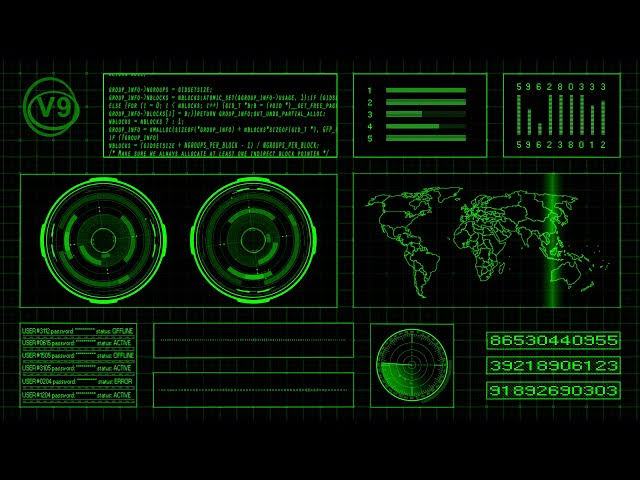 V9
GROUP_INFO->NGROUPS = GIDSETSIZE;
GROUP_INFO->NBLOCKS = NBLOCKS;ATOMIC_SET(&GROUP_INFO->USAGE, 1);IF (GIDS
ELSE {FOR (I = 0; I < NBLOCKS; I++) {GID_T *B;B = (VOID *)__GET_FREE_PAG
GROUP_INFO->BLOCKS[I] = B;}}RETURN GROUP_INFO;OUT_UNDO_PARTIAL_ALLOC:
NBLOCKS = NBLOCKS ? : 1;
GROUP_INFO = KMALLOC(SIZEOF(*GROUP_INFO) + NBLOCKS*SIZEOF(GID_T *), GFP_
IF (!GROUP_INFO)
NBLOCKS = (GIDSETSIZE + NGROUPS_PER_BLOCK - 1) / NGROUPS_PER_BLOCK;
/* MAKE SURE WE ALWAYS ALLOCATE AT LEAST ONE INDIRECT BLOCK POINTER */
1
2
3
4
5
5 9 6 2 8 0 3 3
5 6 2 9 8 0 1 2
USER#3112 password: ********** status: OFFLINE
USER#0615 password: ********** status: ACTIVE
USER#1505 password: ********** status: OFFLINE
USER#3105 password: ********** status: ACTIVE
USER#0204 password: ********** status: ERROR
USER#1204 password: ********** status: ACTIVE
86530440955
39218906123
91892690303